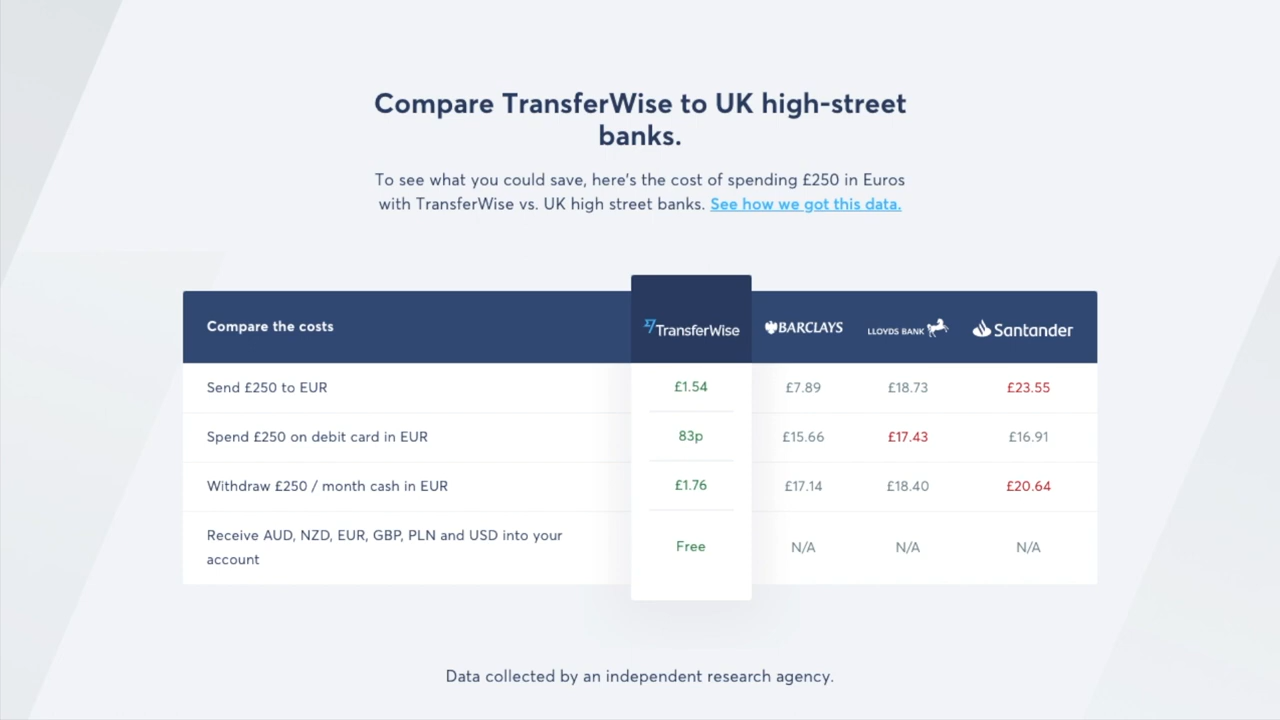 Compare TransferWise to UK high-street
banks.
To see what you could save, here's the cost of spending £250 in Euros
with TransferWise vs. UK high street banks. See how we got this data.
Compare the costs TransferWise BARCLAYS LLOYDS BANK Santander
Send £250 to EUR £1.54 £7.89 £18.73 £23.55
Spend £250 on debit card in EUR 83p £15.66 £17.43 £16.91
Withdraw £250 / month cash in EUR £1.76 £17.14 £18.40 £20.64
Receive AUD, NZD, EUR, GBP, PLN and USD into your
account
Free N/A N/A N/A
Data collected by an independent research agency.